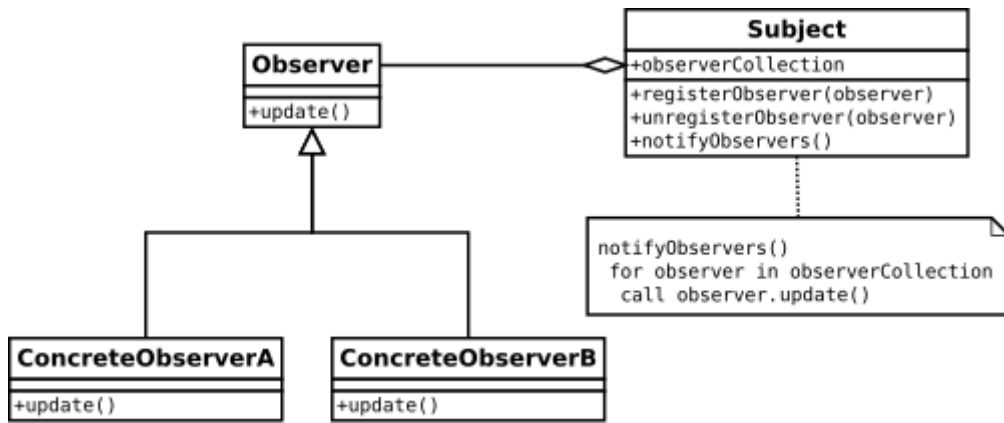 Observer
+update()
Subject
+observerCollection
+registerObserver(observer)
+unregisterObserver(observer)
+notifyObservers()
notifyObservers()
for observer in observerCollection
call observer.update()
ConcreteObserverA
+update()
ConcreteObserverB
+update()